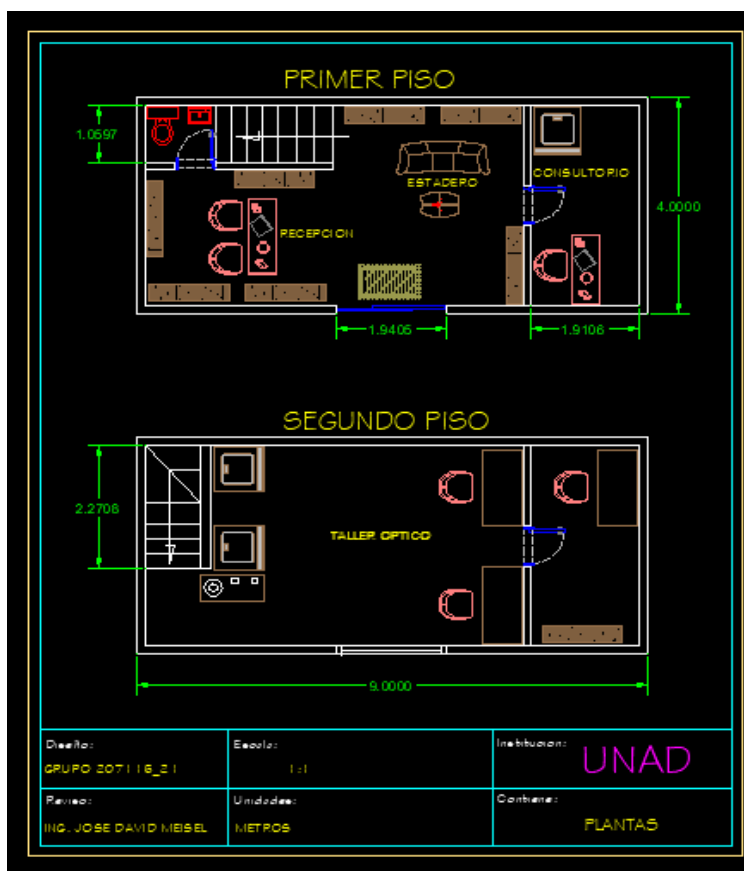 PRIMER PISO
1.0597
CONSULTORIO
ESTADERO
4.0000
RECEPCION
1.9405
1.9106
SEGUNDO PISO
2.2708
TALLER OPTICO
9.0000
Diseño:
GRUPO 207116_21
Escala:
1:1
Institucion:
UNAD
Reviso:
ING. JOSE DAVID MEISEL
Unidades:
METROS
Contiene:
PLANTAS